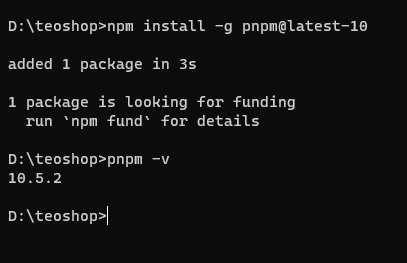 D:\teoshop>npm install -g pnpm@latest-10
added 1 package in 3s
1 package is looking for funding
  run `npm fund` for details
D:\teoshop>pnpm -v
10.5.2
D:\teoshop>